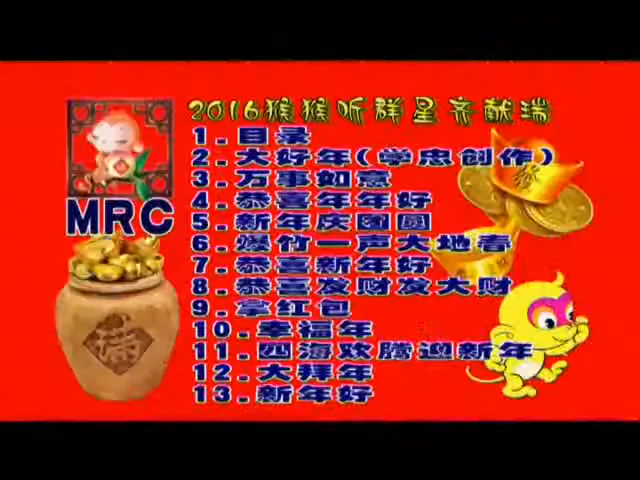 2016猴猴听群星齐献瑞
1.目录
2.大好年(学忠创作)
3.万事如意
4.恭喜年年好
5.新年庆团圆
6.爆竹一声大地春
7.恭喜新年好
8.恭喜发财发大财
9.拿红包
10.幸福年
11.四海欢腾迎新年
12.大拜年
13.新年好
MRC